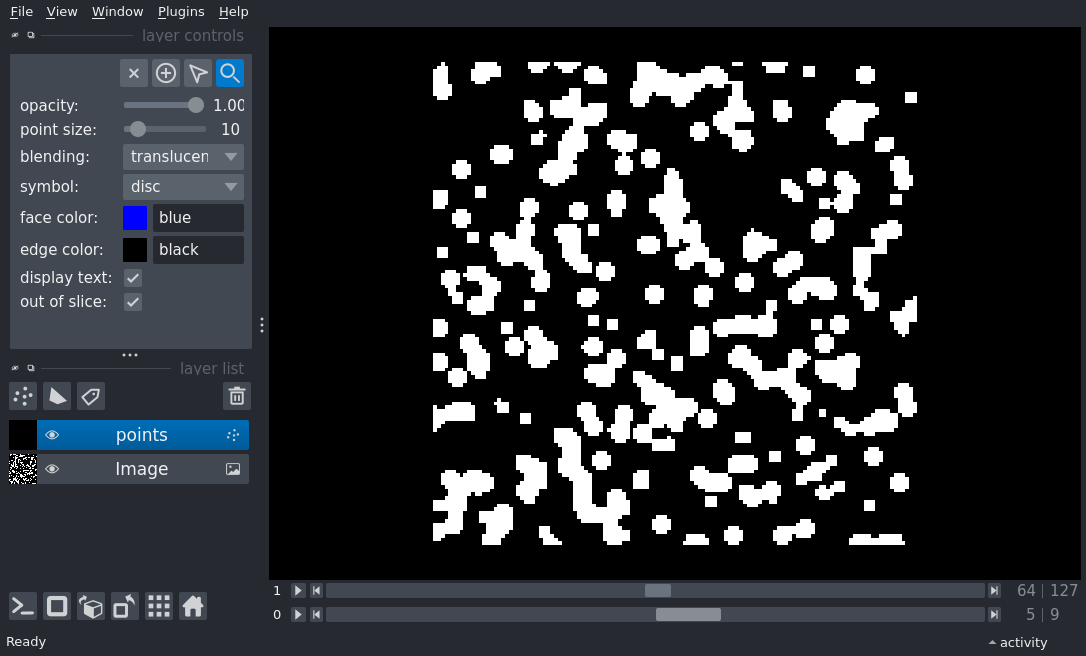 File View Window Plugins Help
layer controls
opacity: 1.00
point size: 10
blending: translucen
symbol: disc
face color: blue
edge color: black
display text:
out of slice:
layer list
points
Image
1 64 127
0 5 9
Ready activity